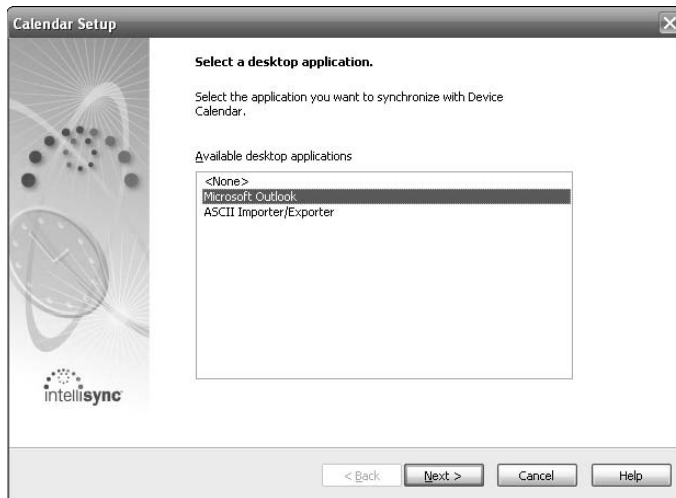 Calendar Setup
Select a desktop application.
Select the application you want to synchronize with Device
Calendar.
Available desktop applications
<None>
Microsoft Outlook
ASCII Importer/Exporter
intellisync
< Back
Next >
Cancel
Help